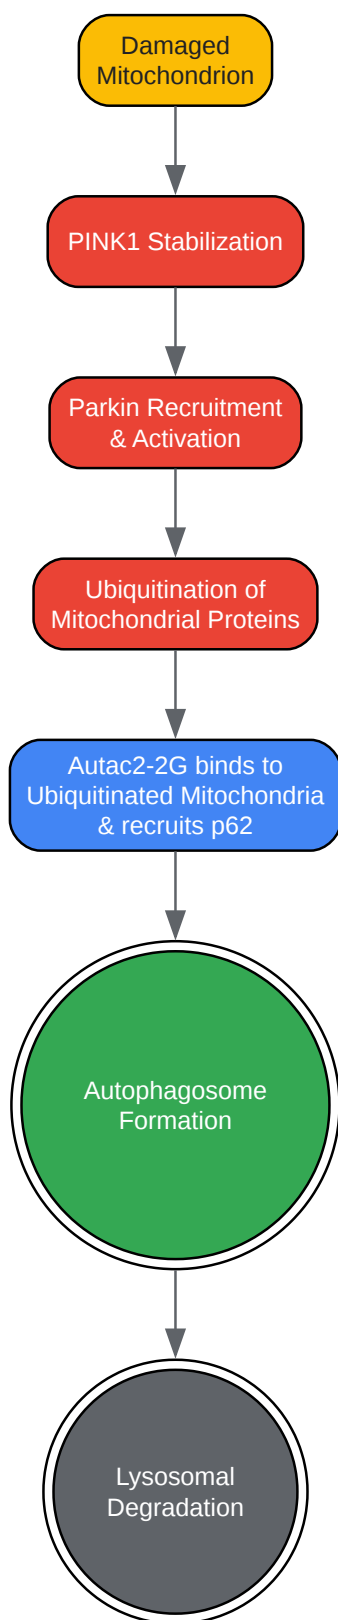 Damaged
Mitochondrion
PINK1 Stabilization
Parkin Recruitment
& Activation
Ubiquitination of
Mitochondrial Proteins
Autac2-2G binds to
Ubiquitinated Mitochondria
& recruits p62
Autophagosome
Formation
Lysosomal
Degradation